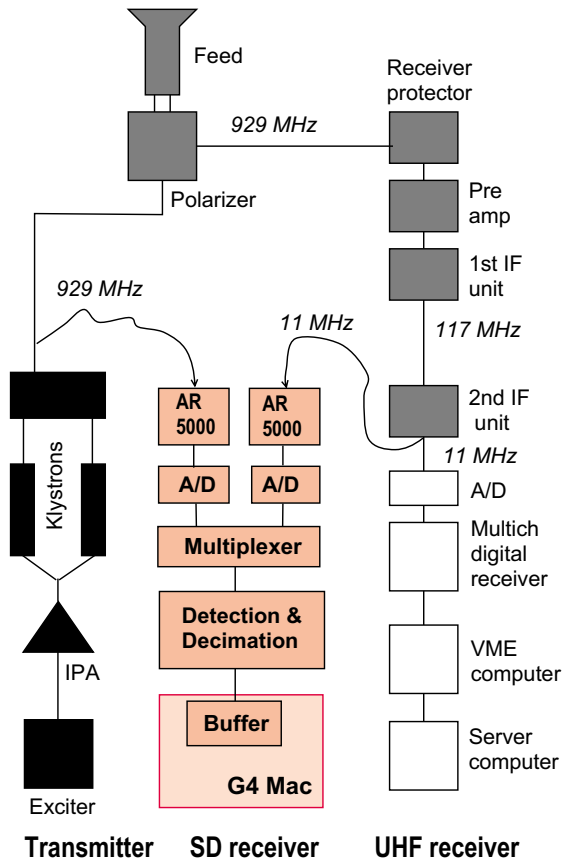 Feed
Receiver
protector
929 MHz
Polarizer
Pre
amp
1st IF
unit
929 MHz
11 MHz
117 MHz
AR
5000
AR
5000
2nd IF
unit
11 MHz
Klystrons
A/D
A/D
A/D
Multiplexer
Multich
digital
receiver
Detection &
Decimation
IPA
VME
computer
Buffer
G4 Mac
Server
computer
Exciter
Transmitter
SD receiver
UHF receiver